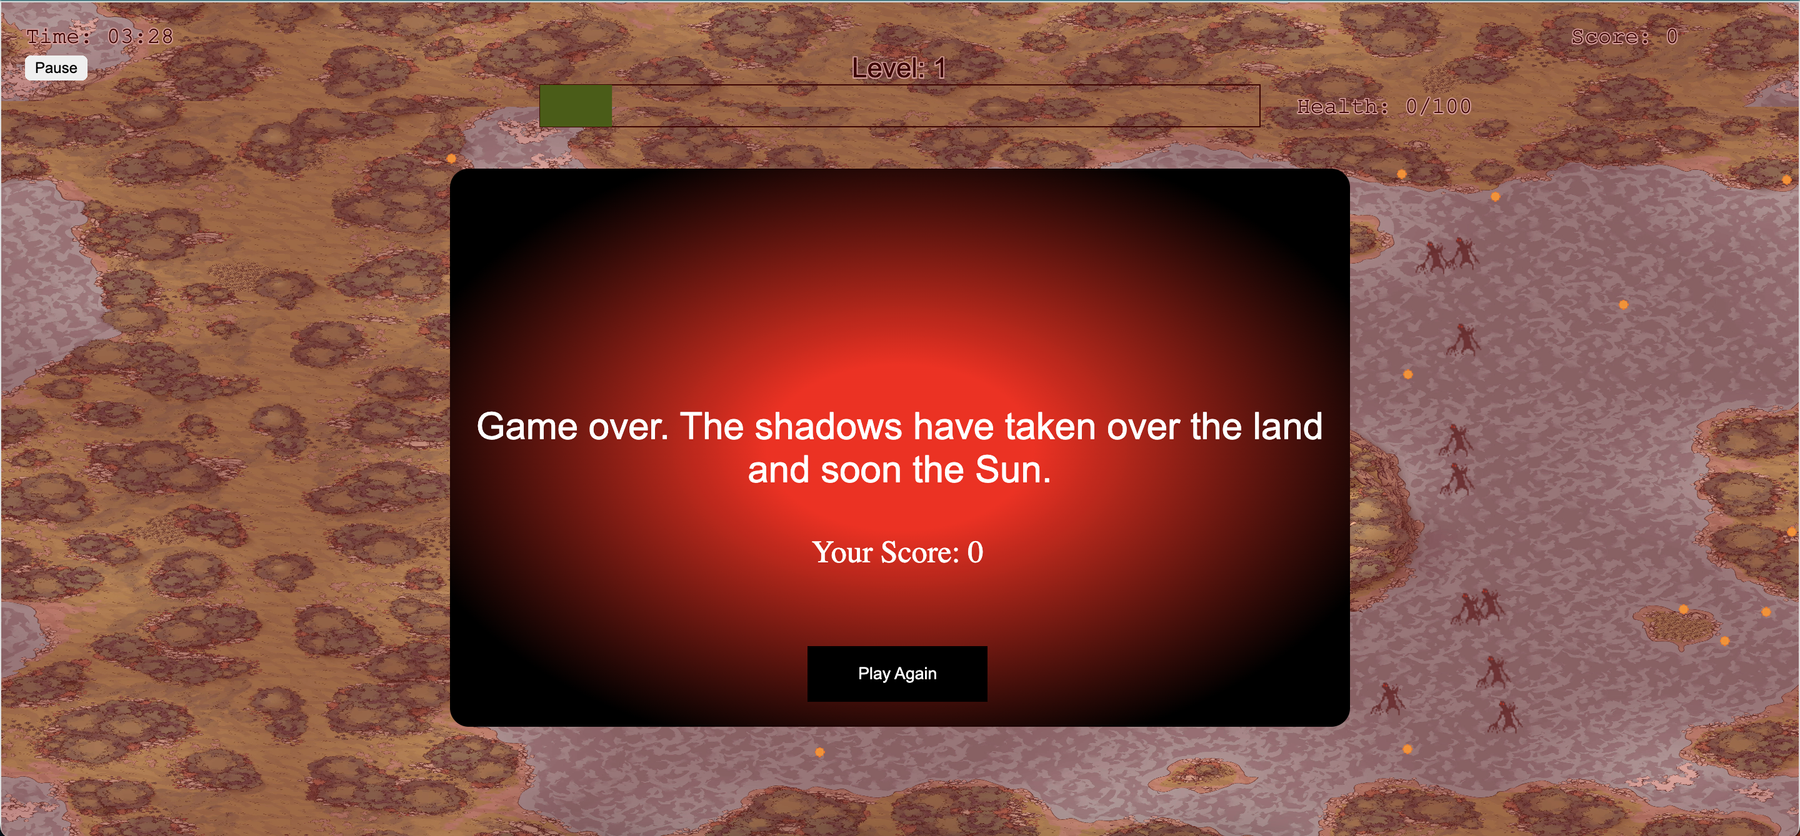 Time: 03:28
Score: 0
Pause
Level: 1
Health: 0/100
Game over. The shadows have taken over the land
and soon the Sun.
Your Score: 0
Play Again